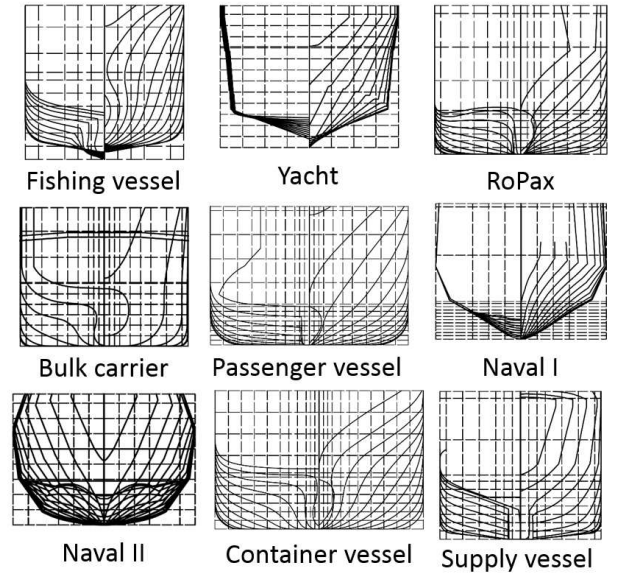 Fishing vessel
Yacht
RoPax
Bulk carrier
Passenger vessel
Naval I
Naval II
Container vessel
Supply vessel